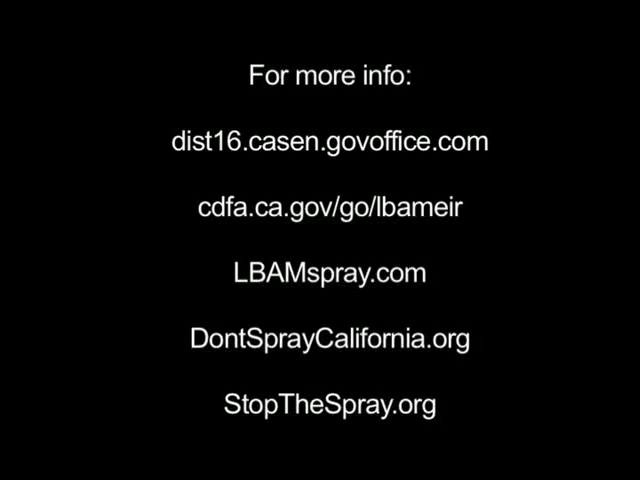 For more info:
dist16.casen.govoffice.com
cdfa.ca.gov/go/lbameir
LBAMspray.com
DontSprayCalifornia.org
StopTheSpray.org